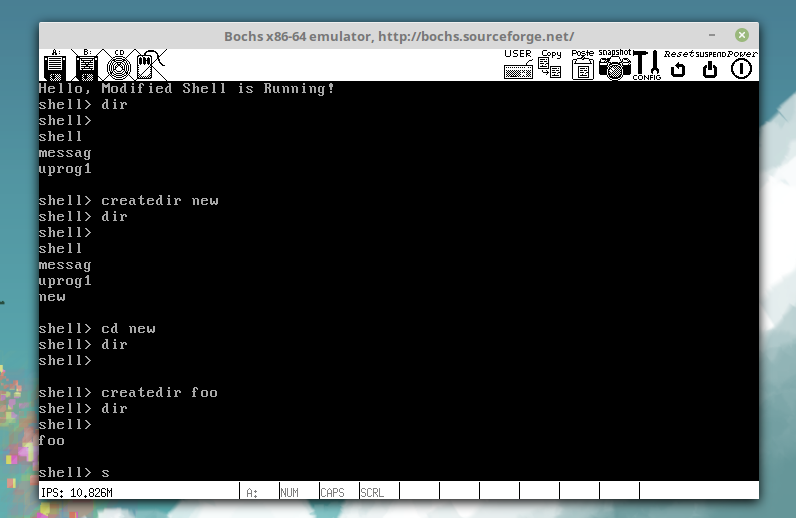 Bochs x86-64 emulator, http://bochs.sourceforge.net/
A: B: CD USER Copy Paste snapshot CONFIG Reset SUSPEND Power
Hello, Modified Shell is Running!
shell> dir
shell>
shell
messag
uprog1
shell> createdir new
shell> dir
shell>
shell
messag
uprog1
new
shell> cd new
shell> dir
shell>
shell> createdir foo
shell> dir
shell>
foo
shell> s
IPS: 10.826M A: NUM CAPS SCRL